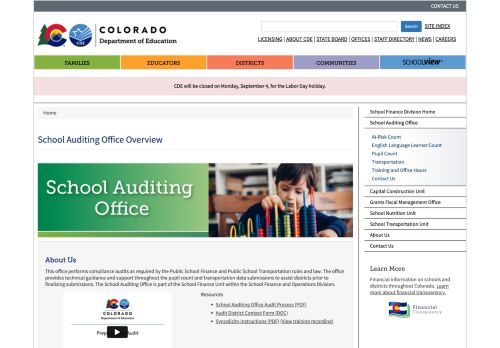 CONTACT US
COLORADO
Department of Education
CDE
Search
SITE INDEX
LICENSING | ABOUT CDE | STATE BOARD | OFFICES | STAFF DIRECTORY | NEWS | CAREERS
FAMILIES
EDUCATORS
DISTRICTS
COMMUNITIES
SCHOOLVIEW
CDE will be closed on Monday, September 4, for the Labor Day holiday.
Home
School Auditing Office Overview
School Auditing
Office
About Us
This office performs compliance audits as required by the Public School Finance and Public School Transportation rules and law. The office
provides technical guidance and support throughout the pupil count and transportation data submissions to assist districts prior to
finalizing submissions. The School Auditing Office is part of the School Finance Unit within the School Finance and Operations Division.
COLORADO
Department of Education
Audit
Resources
School Auditing Office Audit Process (PDF)
Audit District Contact Form (DOC)
Syncplicity Instructions (PDF) (view training recording)
School Finance Division Home
School Auditing Office
At-Risk Count
English Language Learner Count
Pupil Count
Transportation
Training and Office Hours
Contact Us
Capital Construction Unit
Grants Fiscal Management Office
School Nutrition Unit
School Transportation Unit
About Us
Contact Us
Learn More
Financial information on schools and
districts throughout Colorado. Learn
more about financial transparency.
Financial
Transparency